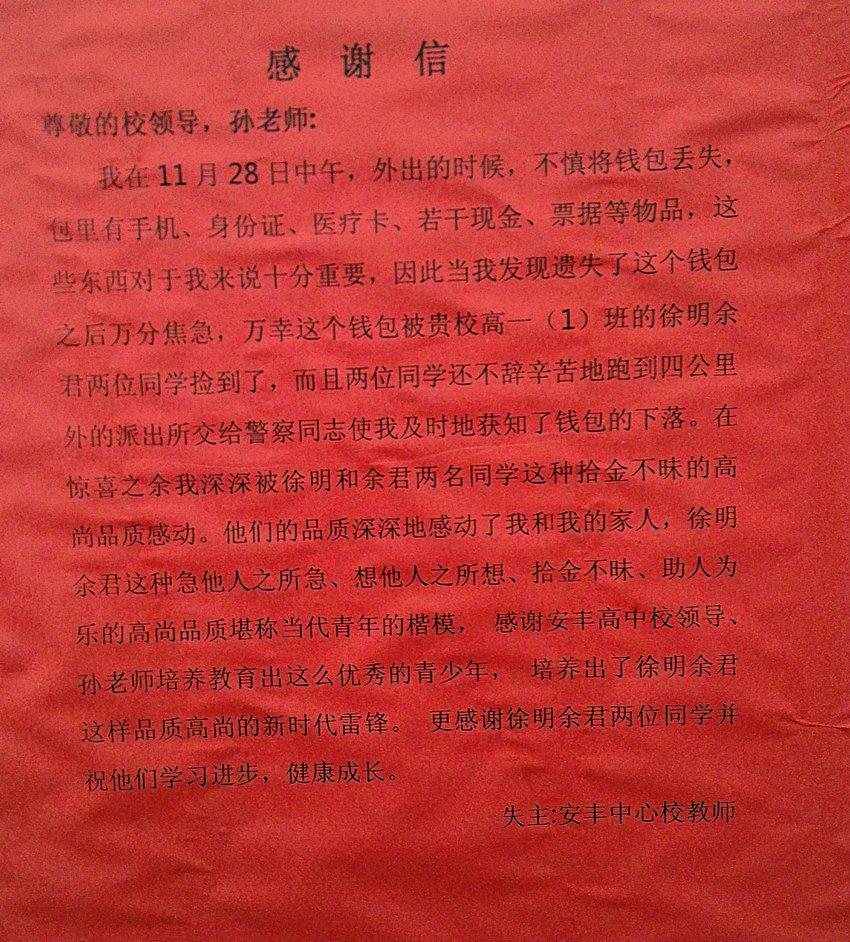 感 谢 信
尊敬的校领导，孙老师:
我在 11 月 28 日中午，外出的时候，不慎将钱包丢失，
包里有手机、身份证、医疗卡、若干现金、票据等物品，这
些东西对于我来说十分重要，因此当我发现遗失了这个钱包
之后万分焦急，万幸这个钱包被贵校高一（1）班的徐明余
君两位同学捡到了，而且两位同学还不辞辛苦地跑到四公里
外的派出所交给警察同志使我及时地获知了钱包的下落。在
惊喜之余我深深被徐明和余君两名同学这种拾金不昧的高
尚品质感动。他们的品质深深地感动了我和我的家人，徐明
余君这种急他人之所急、想他人之所想、拾金不昧、助人为
乐的高尚品质堪称当代青年的楷模， 感谢安丰高中校领导、
孙老师培养教育出这么优秀的青少年， 培养出了徐明余君
这样品质高尚的新时代雷锋。 更感谢徐明余君两位同学并
祝他们学习进步，健康成长。
失主:安丰中心校教师